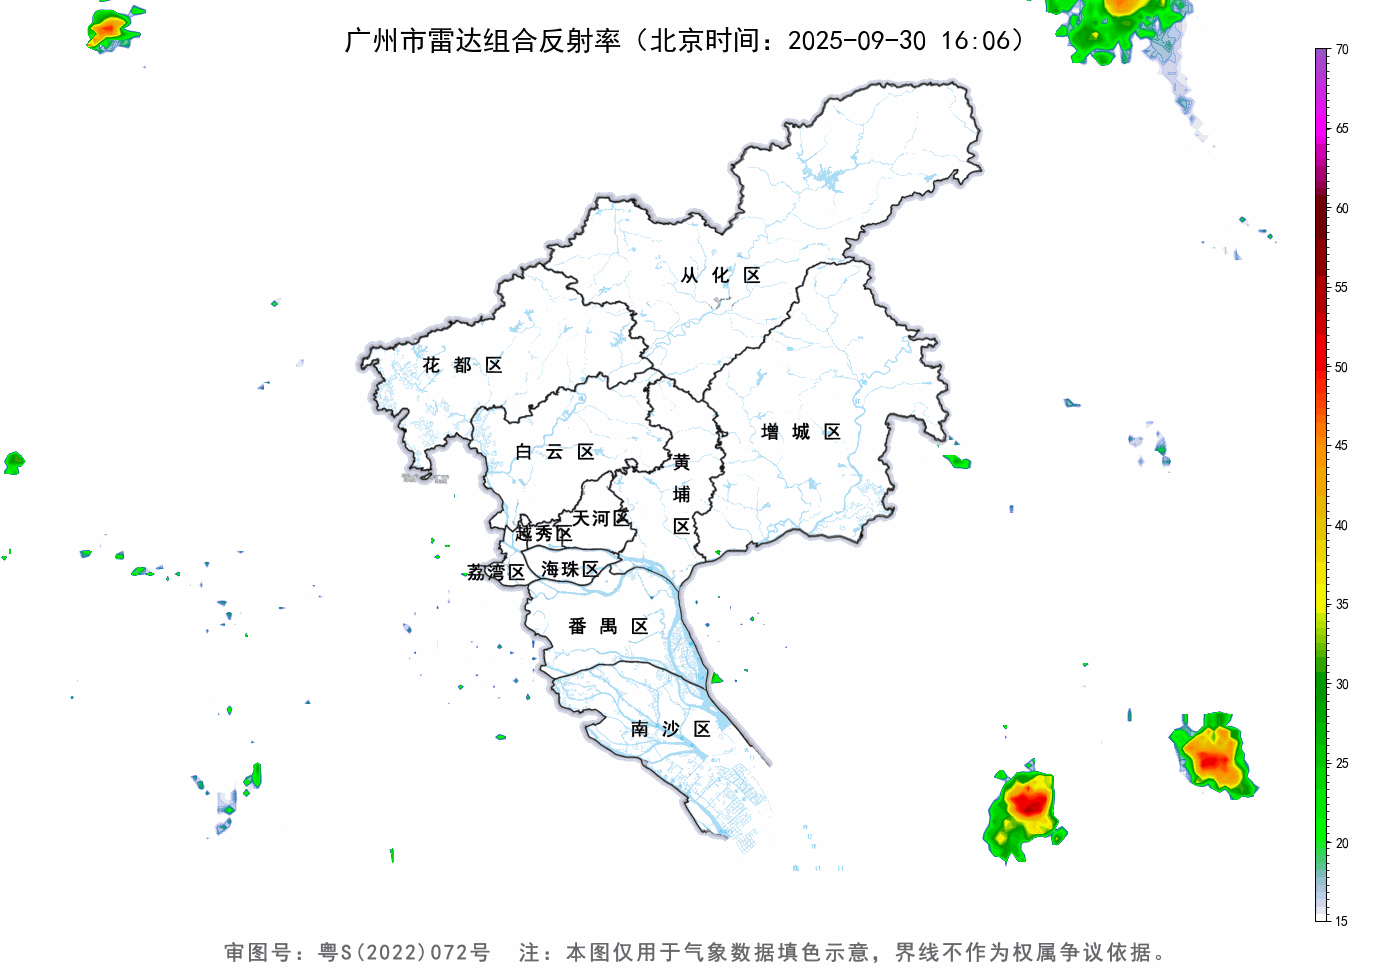 广州市雷达组合反射率（北京时间：2025-09-30 16:06）
70
65
60
55
50
45
40
35
30
25
20
15
从化区
花都区
增城区
白云区
黄埔区
天河区
越秀区
荔湾区
海珠区
番禺区
南沙区
审图号：粤S(2022)072号 注：本图仅用于气象数据填色示意，界线不作为权属争议依据。